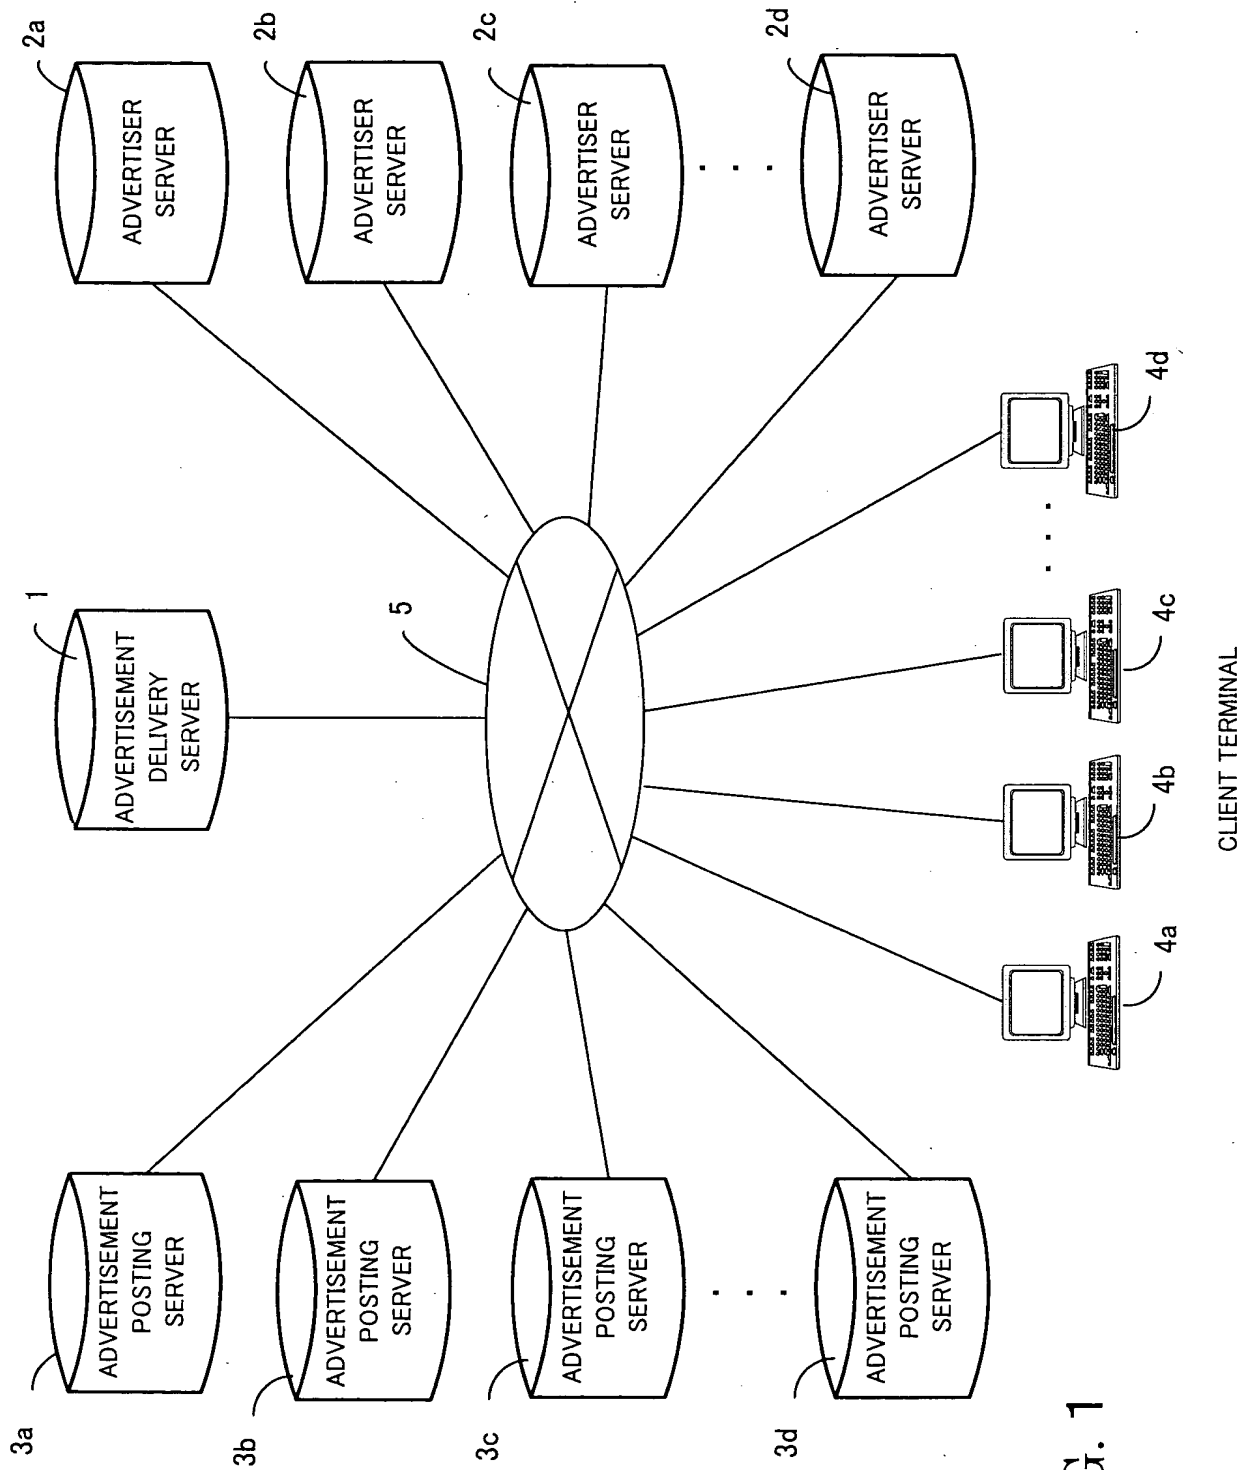 1
ADVERTISEMENT
DELIVERY
SERVER
3a
ADVERTISEMENT
POSTING
SERVER
3b
ADVERTISEMENT
POSTING
SERVER
3c
ADVERTISEMENT
POSTING
SERVER
. . .
3d
ADVERTISEMENT
POSTING
SERVER
5
2a
ADVERTISER
SERVER
2b
ADVERTISER
SERVER
2c
ADVERTISER
SERVER
. . .
2d
ADVERTISER
SERVER
4a
4b
4c
. . .
4d
CLIENT TERMINAL
G. 1